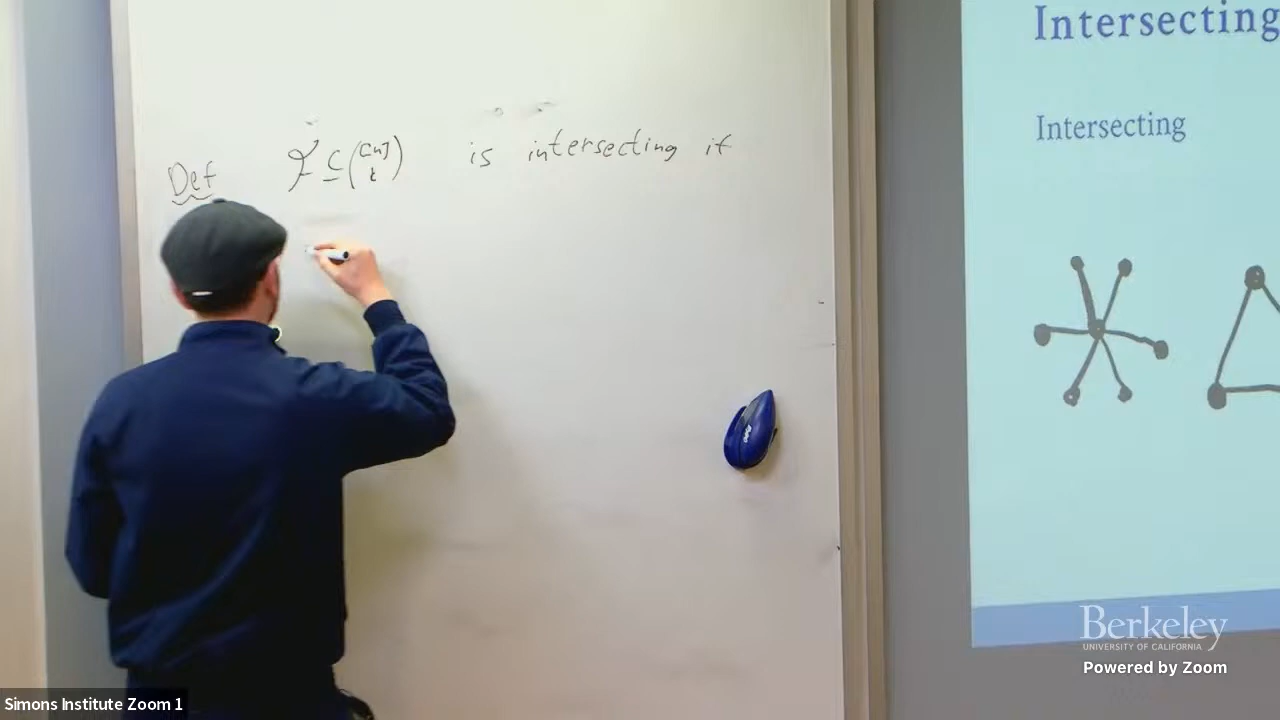 Def ℱ ⊆ ([n] t) is intersecting if
Intersecting
Intersecting
Berkeley
UNIVERSITY OF CALIFORNIA
Powered by Zoom
Simons Institute Zoom 1